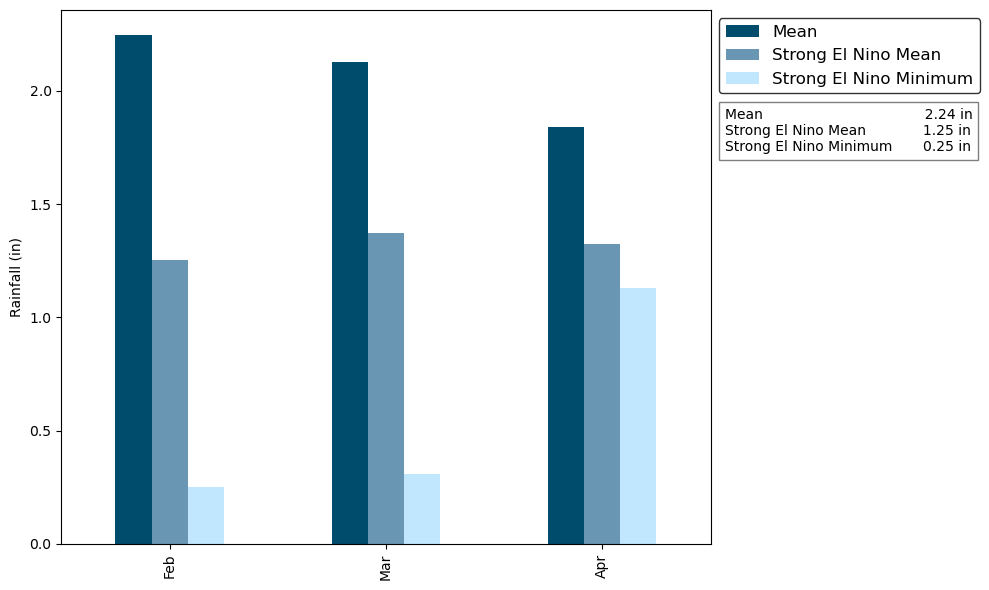 Mean
Strong El Nino Mean
Strong El Nino Minimum
Mean 2.24 in
Strong El Nino Mean 1.25 in
Strong El Nino Minimum 0.25 in
Rainfall (in)
2.0
1.5
1.0
0.5
0.0
Feb
Mar
Apr